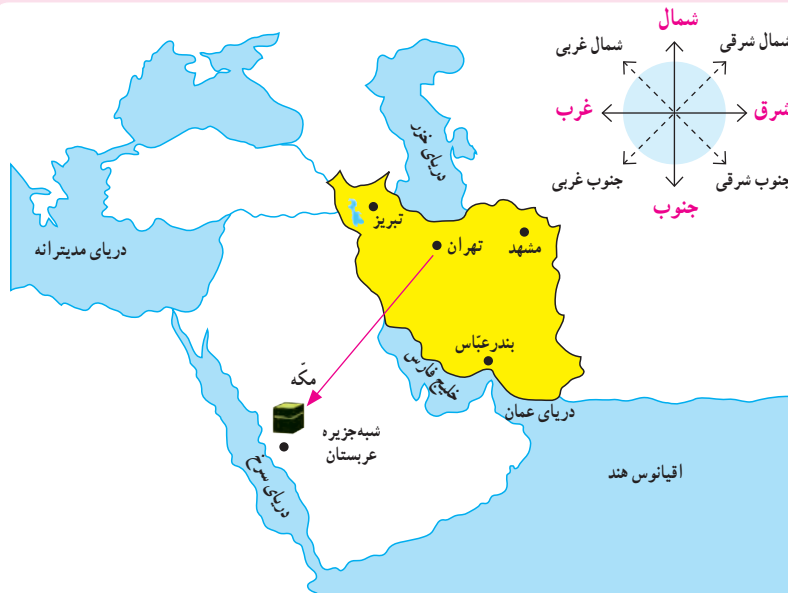 شمال
شمال شرقی
شمال غربی
شرق
غرب
جنوب شرقی
جنوب غربی
جنوب
دریای خزر
تبریز
تهران
مشهد
دریای مدیترانه
بندرعبّاس
خلیج فارس
مکّه
دریای عمان
شبه‌جزیره
عربستان
دریای سرخ
اقیانوس هند